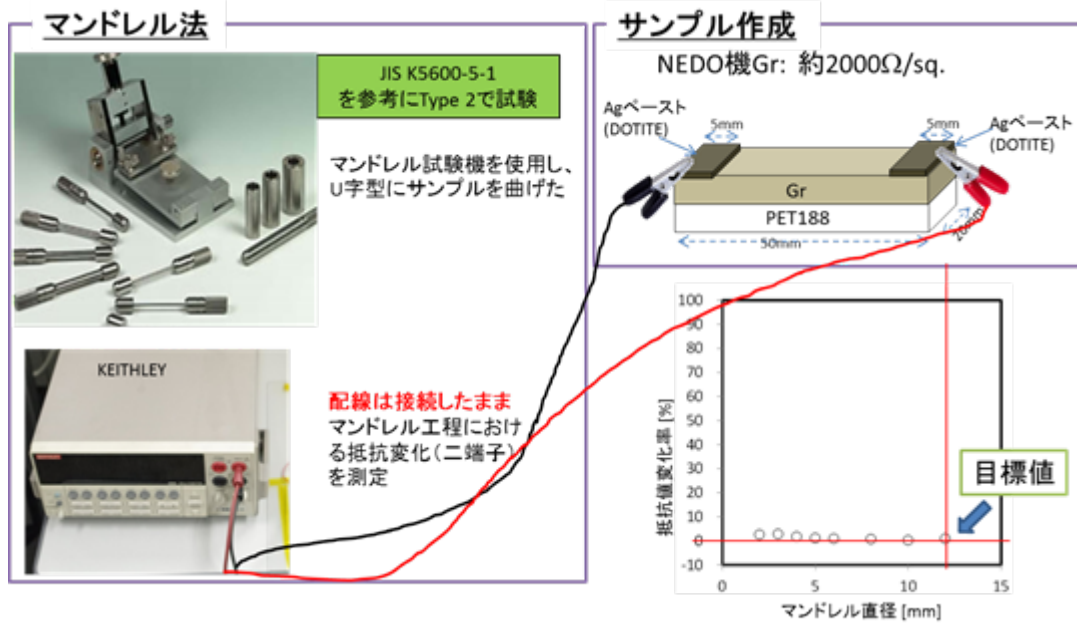 マンドレル法
JIS K5600-5-1
を参考にType 2で試験
マンドレル試験機を使用し、
U字型にサンプルを曲げた
KEITHLEY
配線は接続したまま
マンドレル工程におけ
る抵抗変化(二端子)
を測定
サンプル作成
NEDO機Gr: 約2000Ω/sq.
Agペースト
(DOTITE)
5mm
5mm
Agペースト
(DOTITE)
Gr
PET188
50mm
20mm
100
90
80
70
60
50
40
30
20
10
0
-10
抵抗値変化率 [%]
目標値
0
5
10
15
マンドレル直径 [mm]